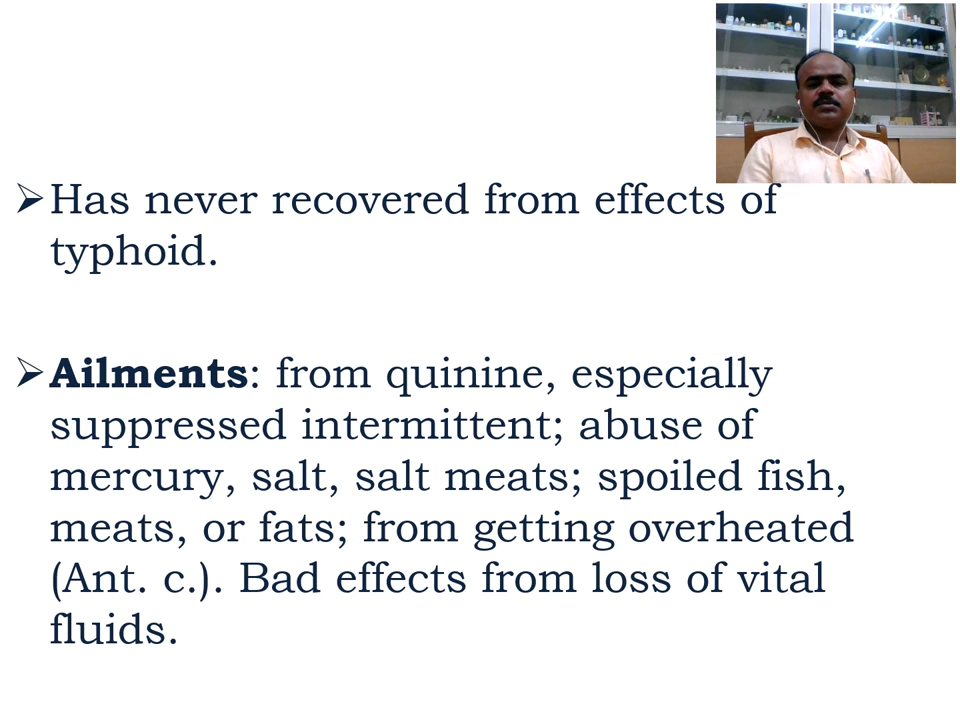 ➢Has never recovered from effects of
typhoid.
➢Ailments: from quinine, especially
suppressed intermittent; abuse of
mercury, salt, salt meats; spoiled fish,
meats, or fats; from getting overheated
(Ant. c.). Bad effects from loss of vital
fluids.